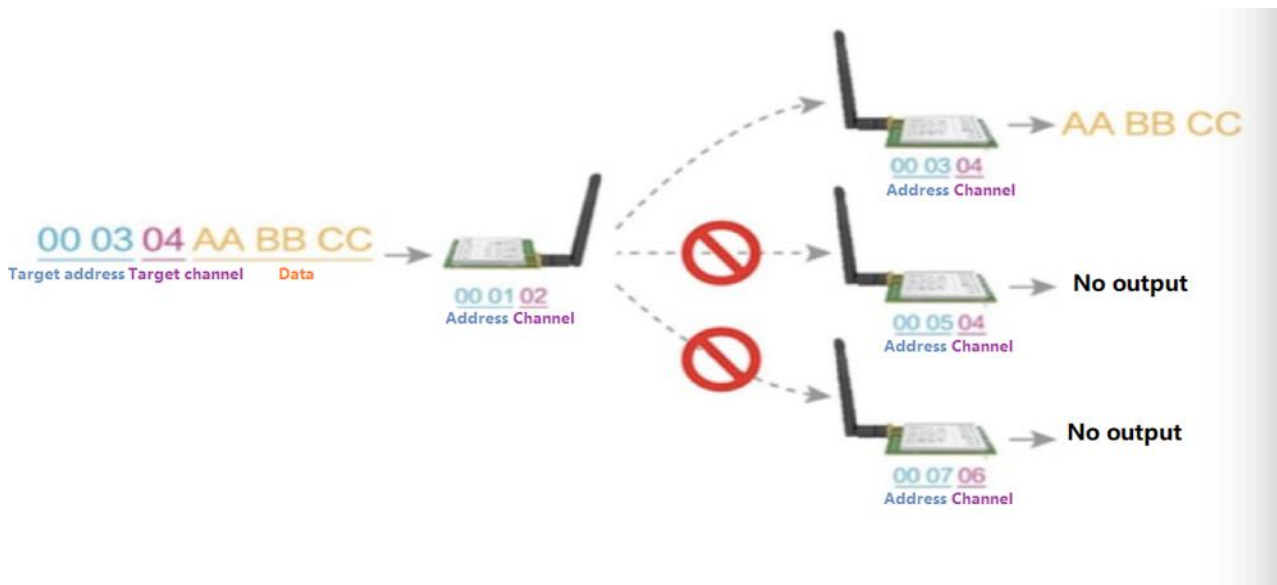 00 03 04 AA BB CC
Target address Target channel Data
00 01 02
Address Channel
AA BB CC
00 03 04
Address Channel
No output
00 05 04
Address Channel
No output
00 07 06
Address Channel